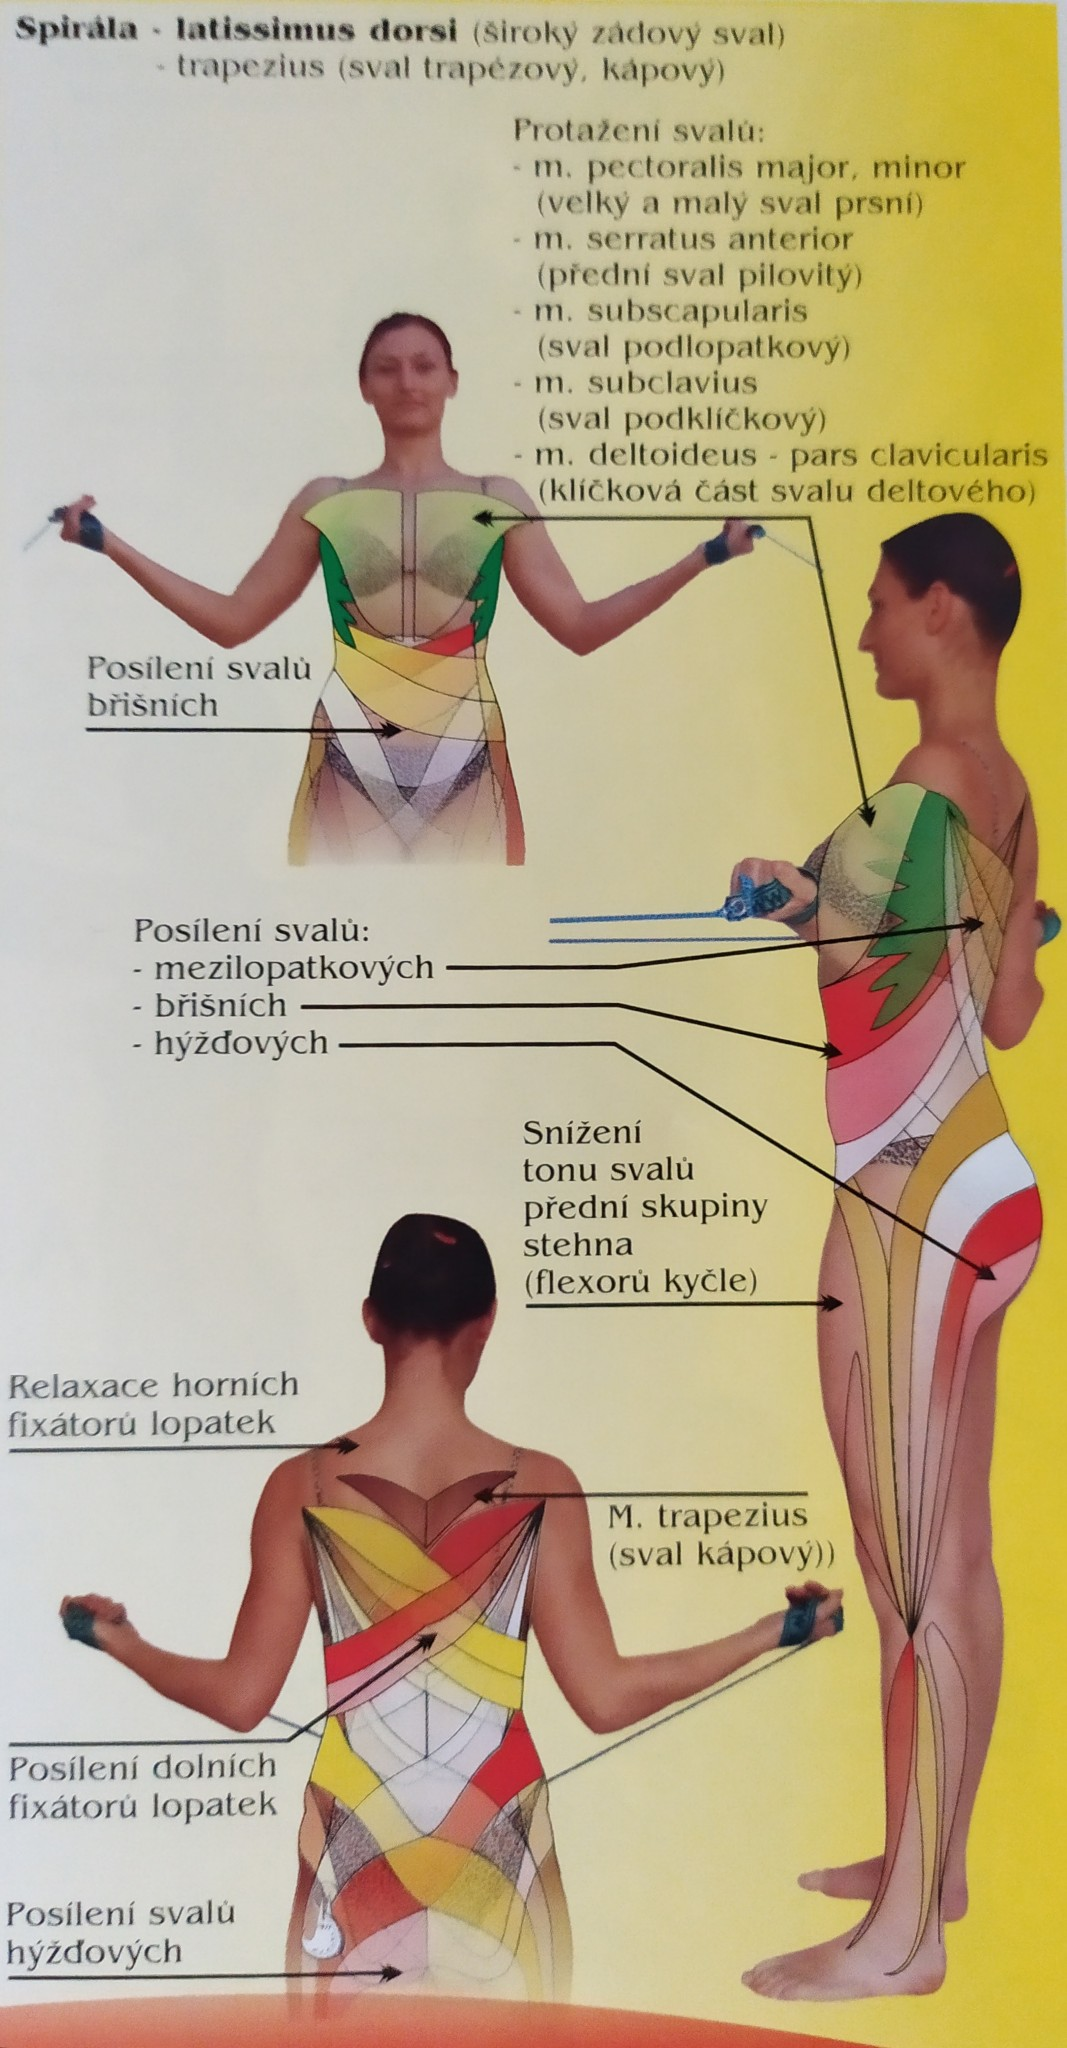 Spirála - latissimus dorsi (široký zádový sval)
- trapezius (sval trapézový, kápový)
Protažení svalů:
- m. pectoralis major, minor
(velký a malý sval prsní)
- m. serratus anterior
(přední sval pilovitý)
- m. subscapularis
(sval podlopatkový)
- m. subclavius
(sval podklíčkový)
- m. deltoideus - pars clavicularis
(klíčková část svalu deltového)
Posílení svalů
břišních
Posílení svalů:
- mezilopatkových
- břišních
- hýžďových
Snížení
tonu svalů
přední skupiny
stehna
(flexorů kyčle)
Relaxace horních
fixátorů lopatek
M. trapezius
(sval kápový))
Posílení dolních
fixátorů lopatek
Posílení svalů
hýžďových